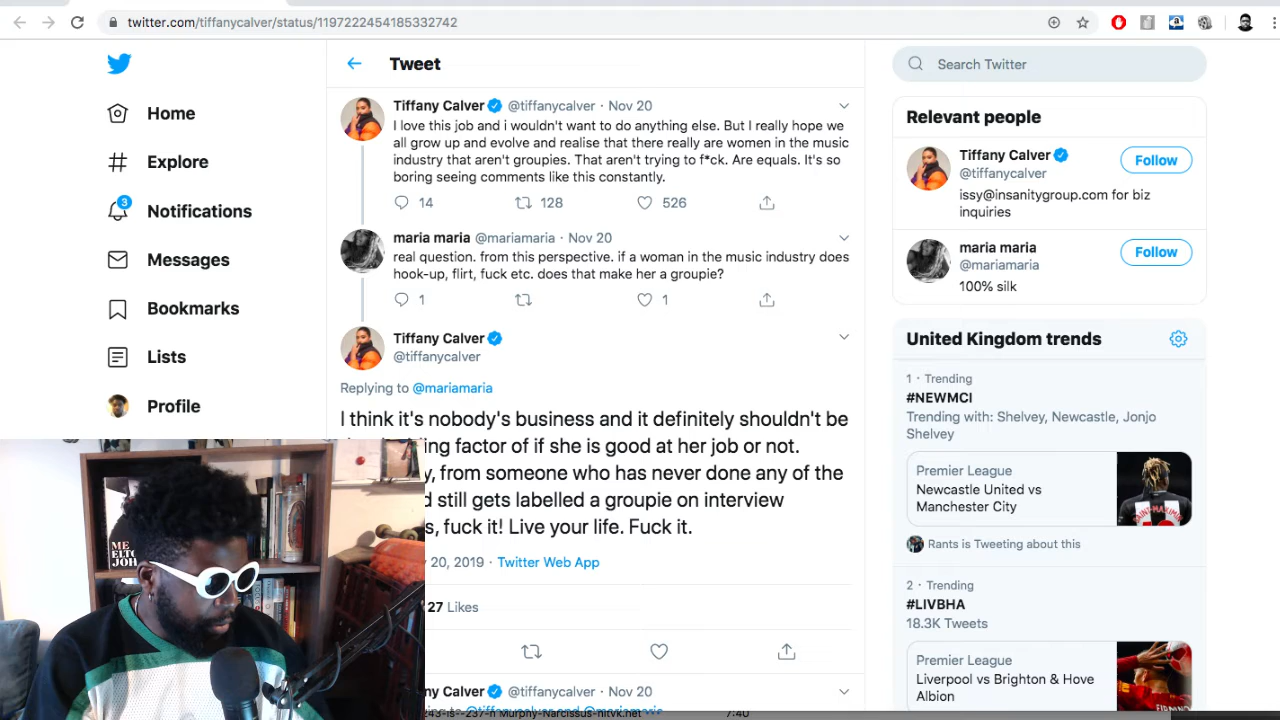 twitter.com/tiffanycalver/status/1197222454185332742
Home
Explore
3
Notifications
Messages
Bookmarks
Lists
Profile
Tweet
Tiffany Calver @tiffanycalver · Nov 20
I love this job and i wouldn't want to do anything else. But I really hope we
all grow up and evolve and realise that there really are women in the music
industry that aren't groupies. That aren't trying to f*ck. Are equals. It's so
boring seeing comments like this constantly.
14 128 526
maria maria @mariamaria · Nov 20
real question. from this perspective. if a woman in the music industry does
hook-up, flirt, fuck etc. does that make her a groupie?
1 1
Tiffany Calver
@tiffanycalver
Replying to @mariamaria
I think it's nobody's business and it definitely shouldn't be
ing factor of if she is good at her job or not.
y, from someone who has never done any of the
d still gets labelled a groupie on interview
s, fuck it! Live your life. Fuck it.
20, 2019 · Twitter Web App
27 Likes
ny Calver @tiffanycalver · Nov 20
7:40
Search Twitter
Relevant people
Tiffany Calver
@tiffanycalver
Follow
issy@insanitygroup.com for biz
inquiries
maria maria
@mariamaria
Follow
100% silk
United Kingdom trends
1 · Trending
#NEWMCI
Trending with: Shelvey, Newcastle, Jonjo
Shelvey
Premier League
Newcastle United vs
Manchester City
Rants is Tweeting about this
2 · Trending
#LIVBHA
18.3K Tweets
Premier League
Liverpool vs Brighton & Hove
Albion
ME
ELTO
JOH